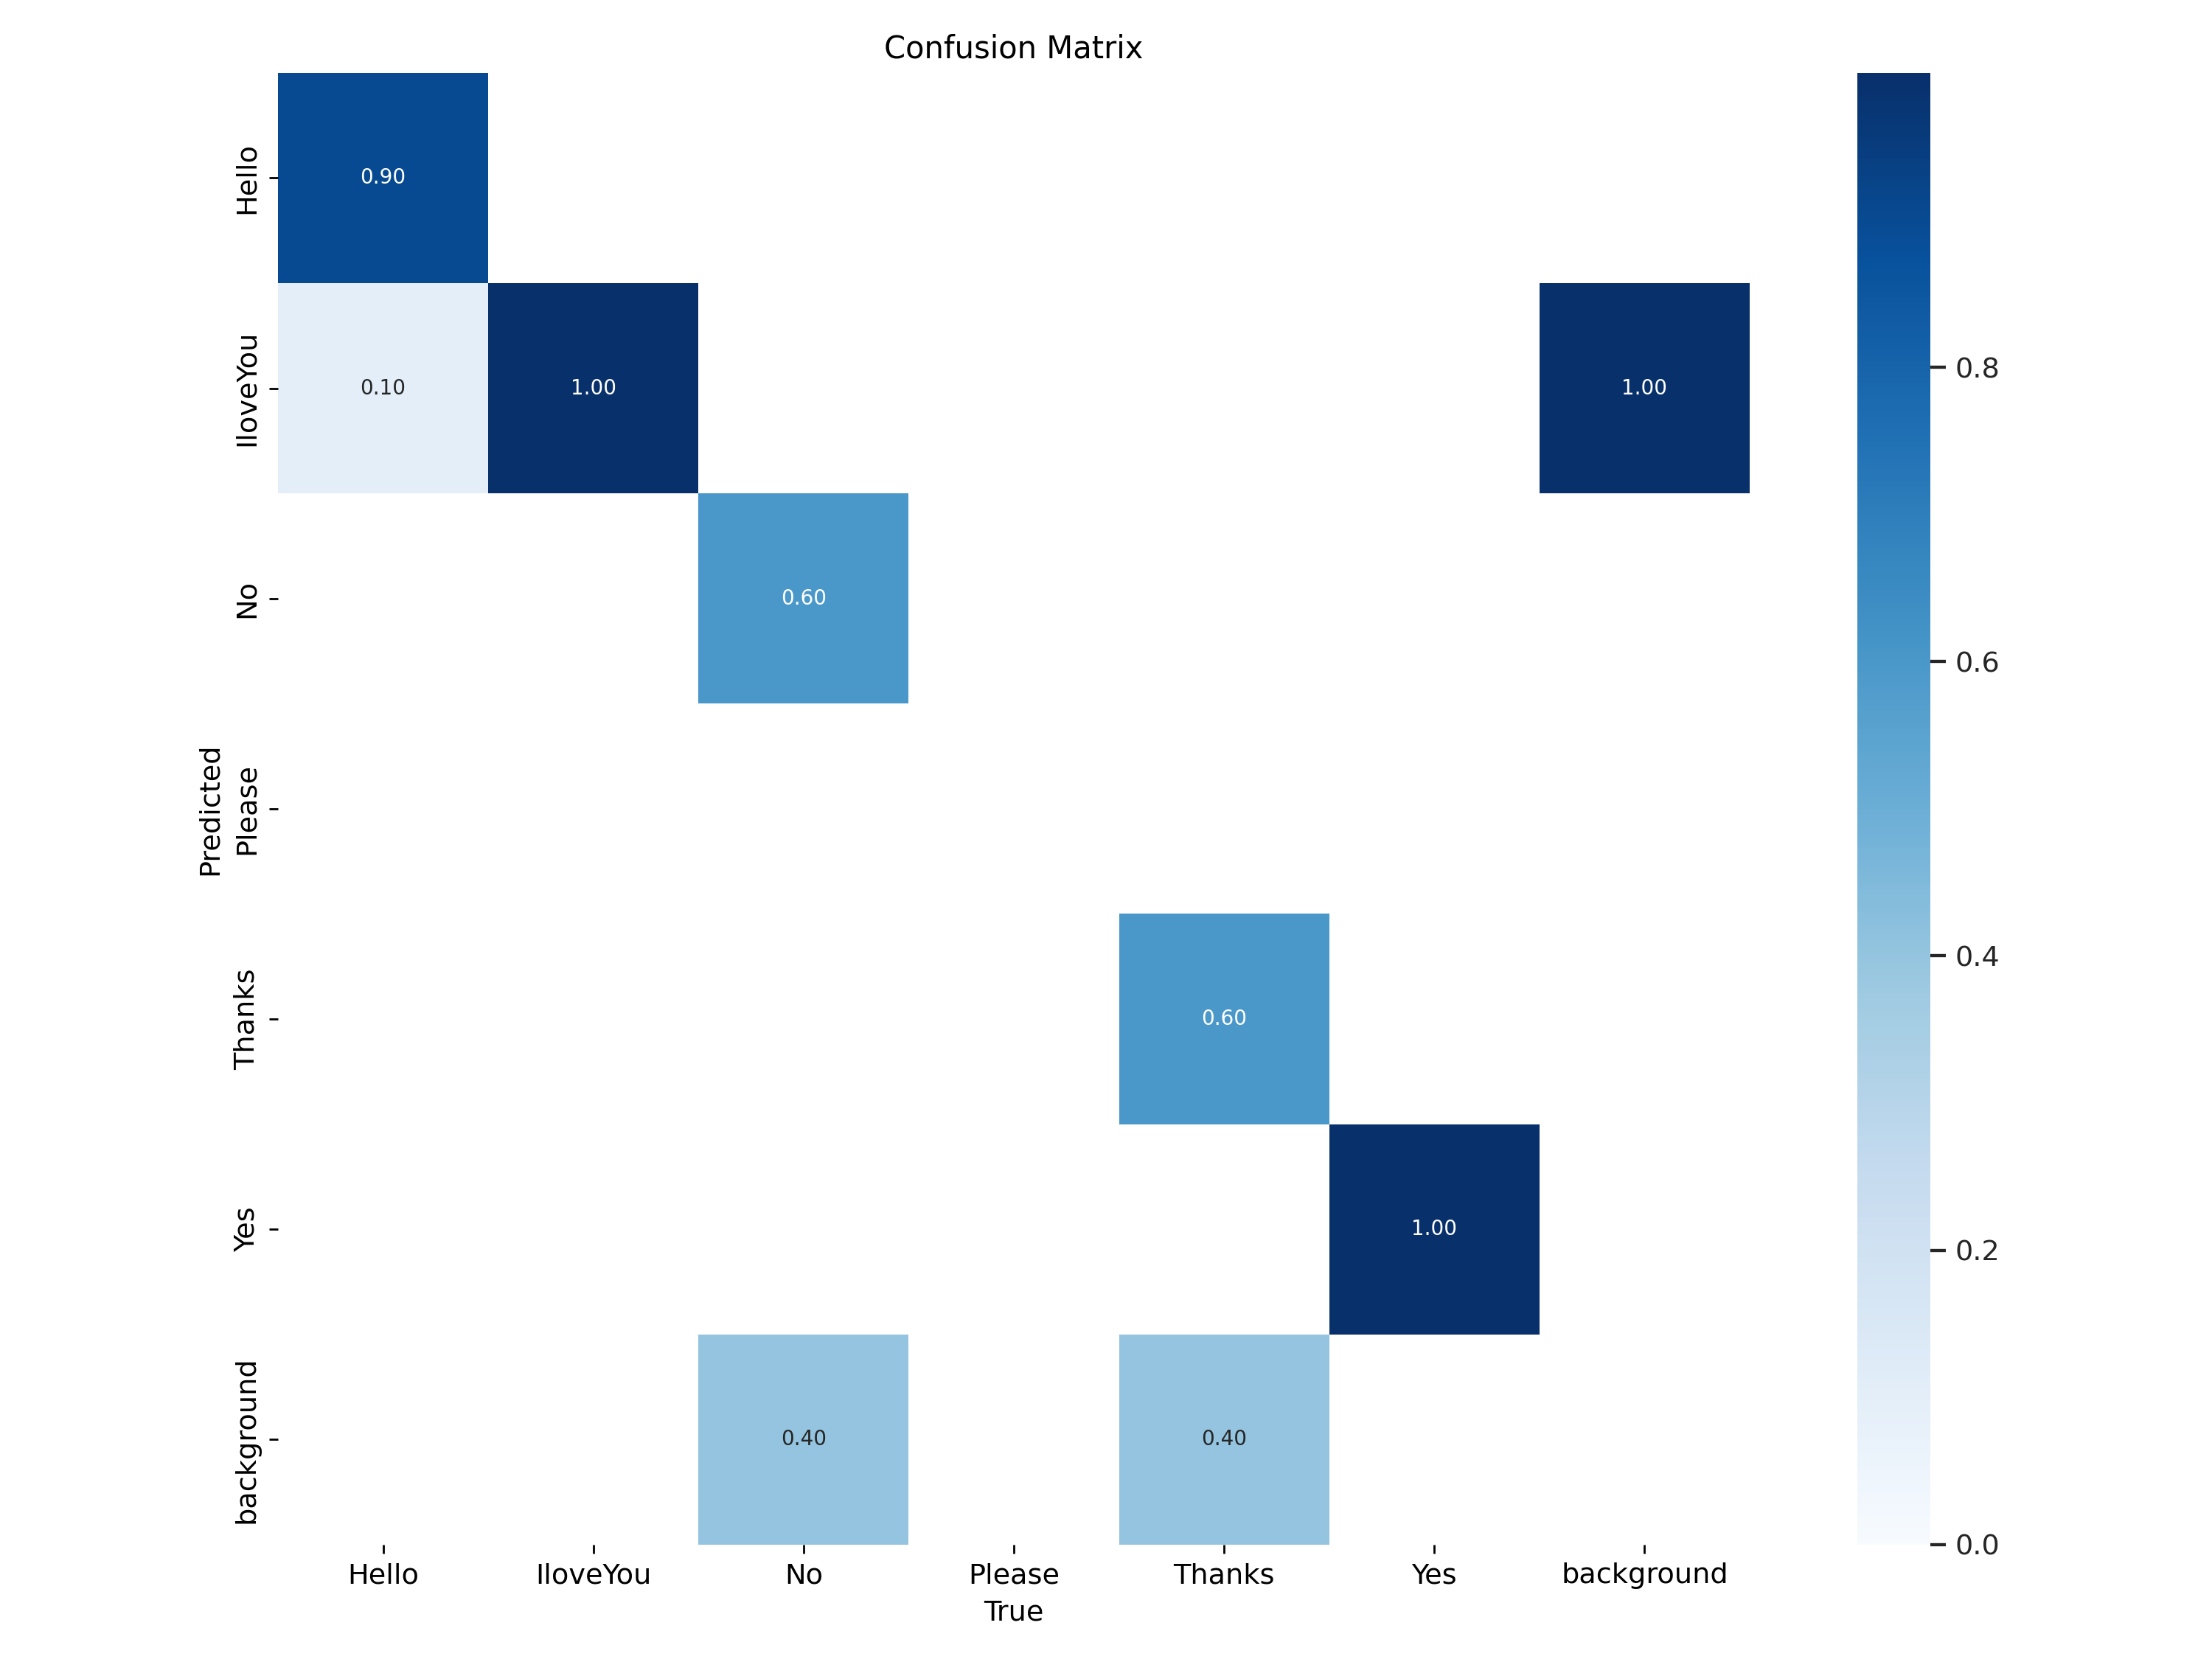 Confusion Matrix
Hello
0.90
IloveYou
0.10 1.00 1.00
0.8
No
0.60
0.6
Predicted
Please
Thanks
0.60
0.4
Yes
1.00
0.2
background
0.40 0.40
0.0
Hello IloveYou No Please Thanks Yes background
True